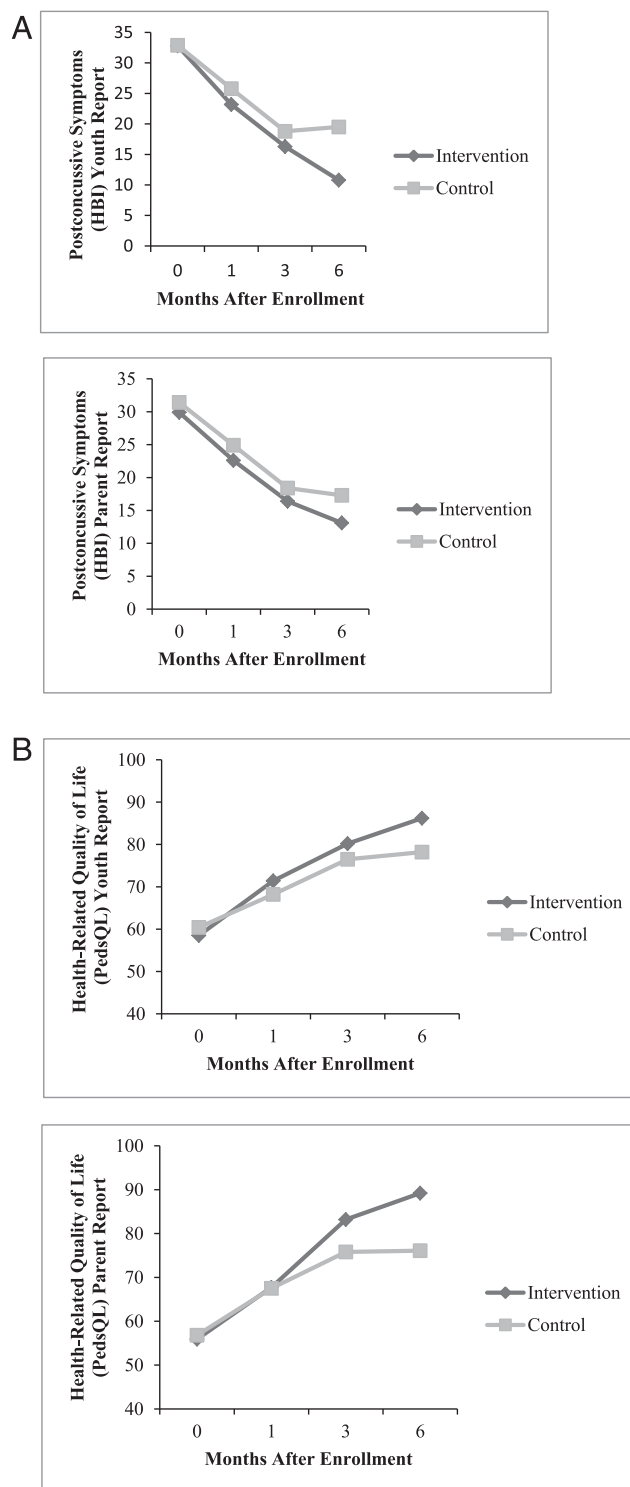 A
Postconcussive Symptoms
(HBI) Youth Report
35
30
25
20
15
10
5
0
0 1 3 6
Months After Enrollment
Intervention
Control
Postconcussive Symptoms
(HBI) Parent Report
35
30
25
20
15
10
5
0
0 1 3 6
Months After Enrollment
Intervention
Control
B
Health-Related Quality of Life
(PedsQL) Youth Report
100
90
80
70
60
50
40
0 1 3 6
Months After Enrollment
Intervention
Control
Health-Related Quality of Life
(PedsQL) Parent Report
100
90
80
70
60
50
40
0 1 3 6
Months After Enrollment
Intervention
Control